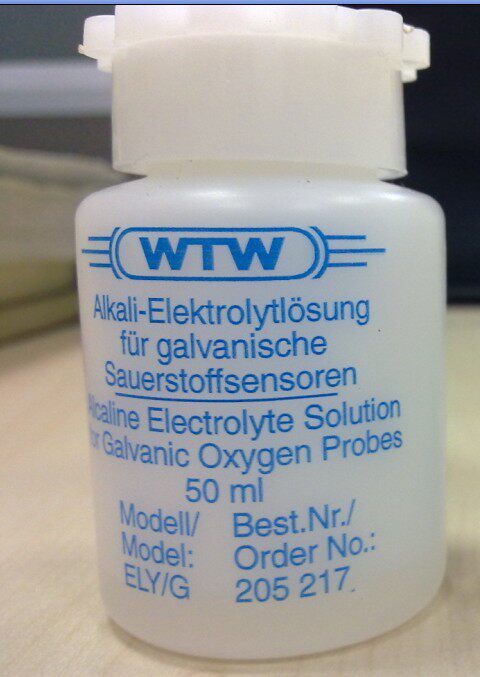 WTW
Alkali-Elektrolytlösung
für galvanische
Sauerstoffsensoren
Alcaline Electrolyte Solution
for Galvanic Oxygen Probes
50 ml
Modell/ Best.Nr./
Model: Order No.:
ELY/G 205 217.